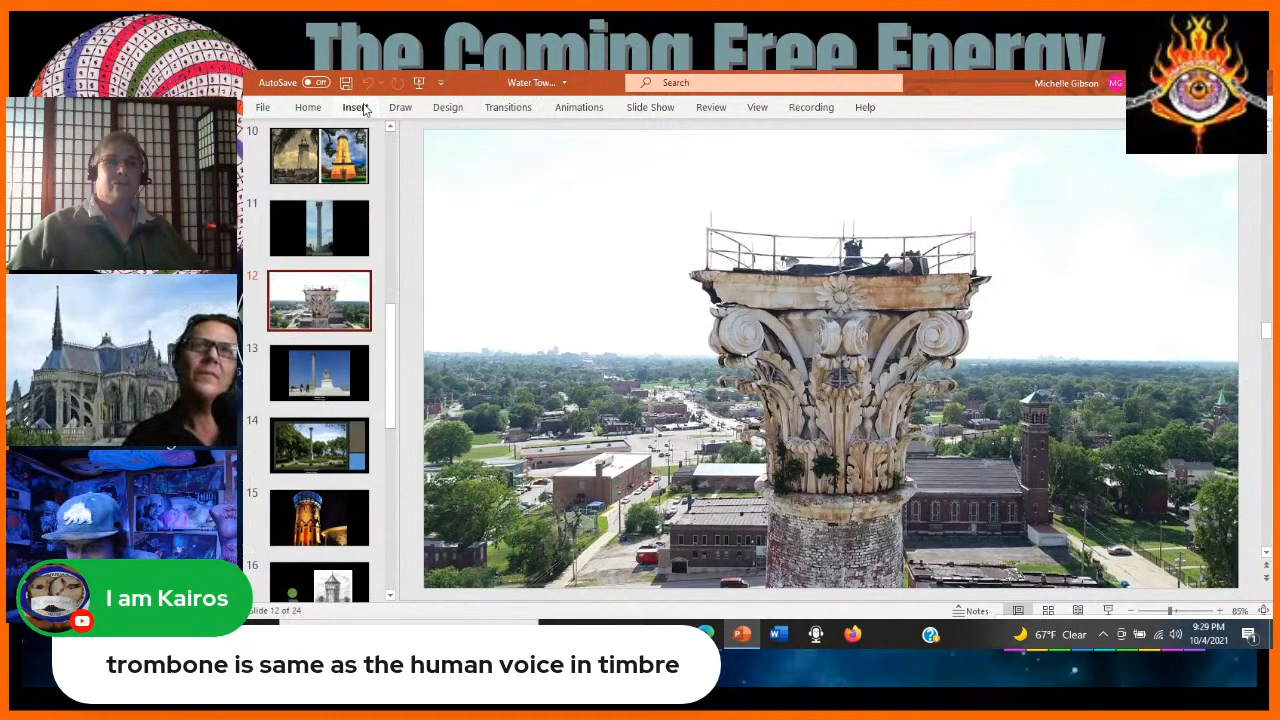 The Coming Free Energy
AutoSave Off Water Tow... Search Michelle Gibson MG
File Home Insert Draw Design Transitions Animations Slide Show Review View Recording Help
10
11
12
13
14
15
16
Slide 12 of 24 Notes 85%
67°F Clear 9:29 PM
10/4/2021
I am Kairos
trombone is same as the human voice in timbre